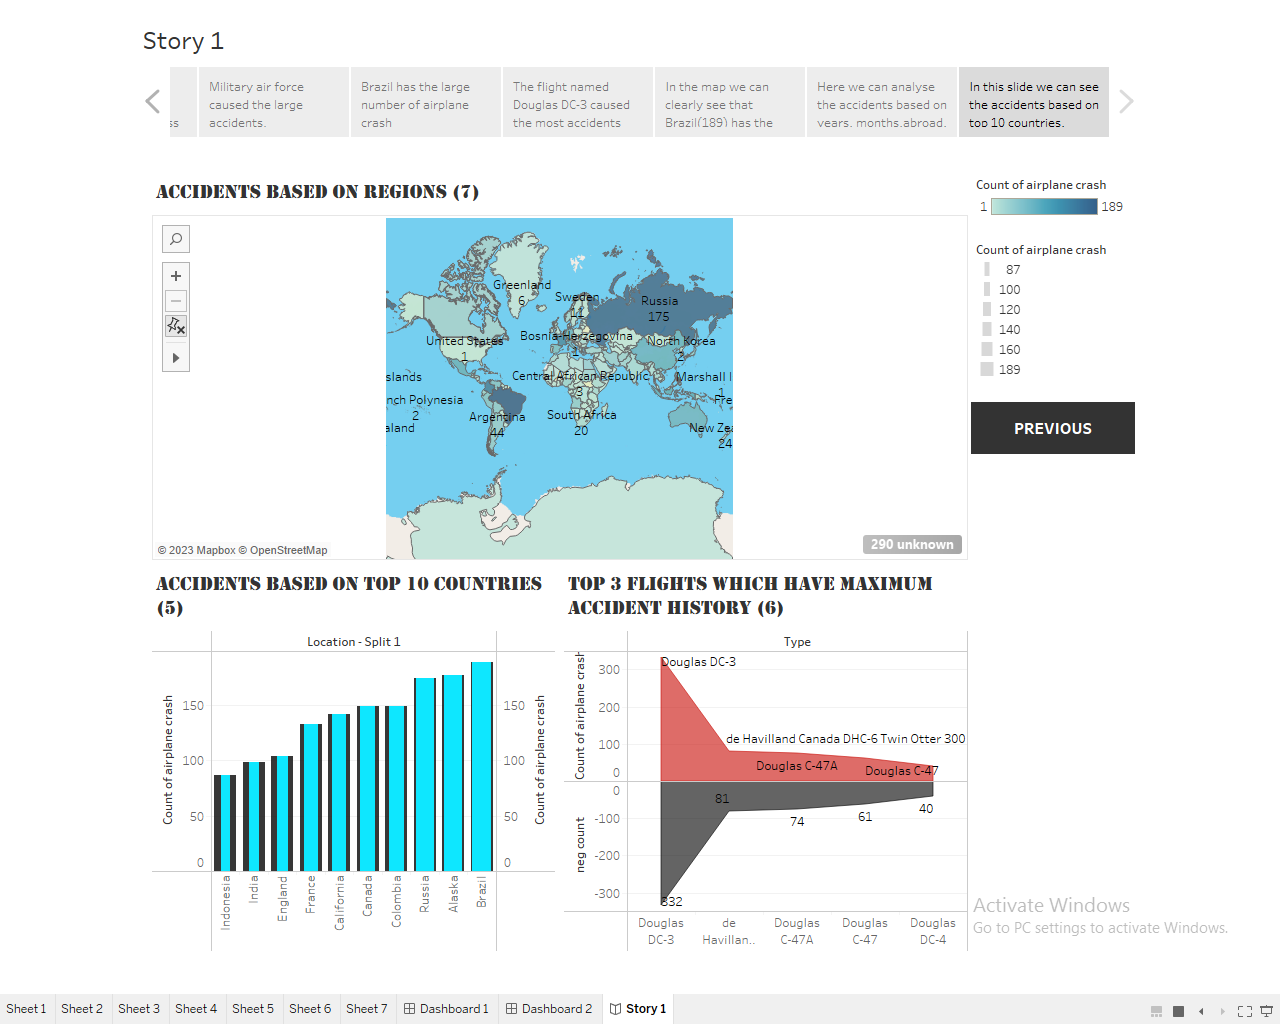 Story 1
ss
Military air force
caused the large
accidents.
Brazil has the large
number of airplane
crash
The flight named
Douglas DC-3 caused
the most accidents
In the map we can
clearly see that
Brazil(189) has the
Here we can analyse
the accidents based on
years, months,abroad,
In this slide we can see
the accidents based on
top 10 countries.
ACCIDENTS BASED ON REGIONS (7)
Count of airplane crash
1
189
Count of airplane crash
87
100
120
140
160
189
PREVIOUS
Greenland
6
Sweden
11
Russia
175
United States
1
Bosnia-Herzegovina
1
North Korea
2
slands
Central African Republic
3
Marshall I
1
nch Polynesia
2
Fre
Argentina
44
South Africa
20
aland
New Zea
24
© 2023 Mapbox © OpenStreetMap
290 unknown
ACCIDENTS BASED ON TOP 10 COUNTRIES
(5)
Location - Split 1
Count of airplane crash
150
100
50
0
150
100
50
0
Count of airplane crash
Indonesia
India
England
France
California
Canada
Colombia
Russia
Alaska
Brazil
TOP 3 FLIGHTS WHICH HAVE MAXIMUM
ACCIDENT HISTORY (6)
Type
Count of airplane crash
300
200
100
0
Douglas DC-3
de Havilland Canada DHC-6 Twin Otter 300
Douglas C-47A
Douglas C-47
neg count
0
-100
-200
-300
81
74
61
40
332
Douglas
DC-3
de
Havillan..
Douglas
C-47A
Douglas
C-47
Douglas
DC-4
Activate Windows
Go to PC settings to activate Windows.
Sheet 1
Sheet 2
Sheet 3
Sheet 4
Sheet 5
Sheet 6
Sheet 7
Dashboard 1
Dashboard 2
Story 1